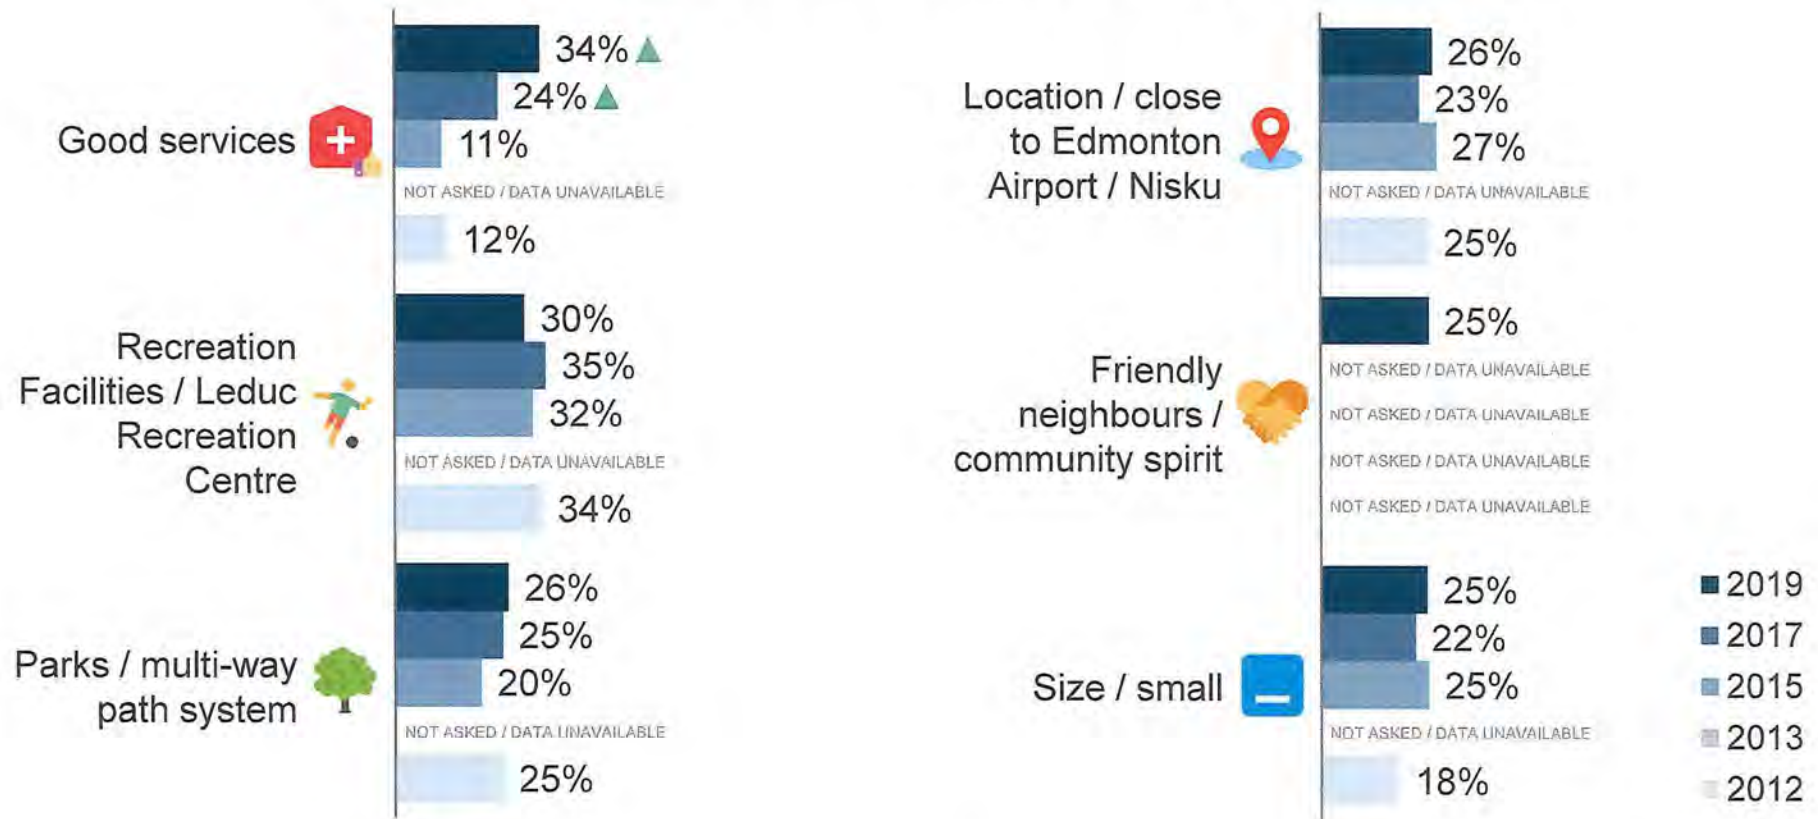 34%
24%
Good services
11%
NOT ASKED / DATA UNAVAILABLE
12%
Recreation
Facilities / Leduc
Recreation
Centre
30%
35%
32%
NOT ASKED / DATA UNAVAILABLE
34%
Parks / multi-way
path system
26%
25%
20%
NOT ASKED / DATA UNAVAILABLE
25%
Location / close
to Edmonton
Airport / Nisku
26%
23%
27%
NOT ASKED / DATA UNAVAILABLE
25%
Friendly
neighbours /
community spirit
25%
NOT ASKED / DATA UNAVAILABLE
NOT ASKED / DATA UNAVAILABLE
NOT ASKED / DATA UNAVAILABLE
NOT ASKED / DATA UNAVAILABLE
Size / small
25%
22%
25%
NOT ASKED / DATA UNAVAILABLE
18%
2019
2017
2015
2013
2012